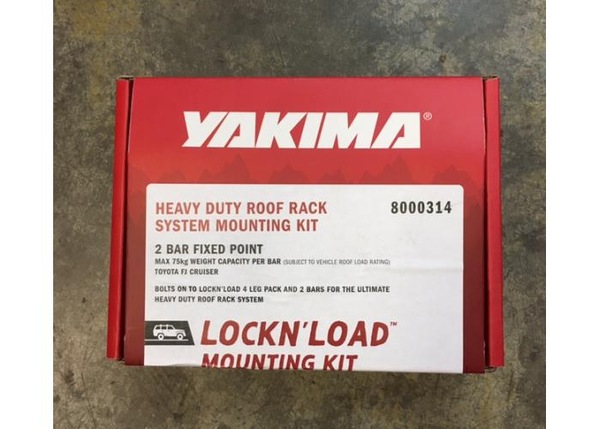 YAKIMA®
HEAVY DUTY ROOF RACK 8000314
SYSTEM MOUNTING KIT
2 BAR FIXED POINT
MAX 75kg WEIGHT CAPACITY PER BAR (SUBJECT TO VEHICLE ROOF LOAD RATING)
TOYOTA FJ CRUISER
BOLTS ON TO LOCKN'LOAD 4 LEG PACK AND 2 BARS FOR THE ULTIMATE
HEAVY DUTY ROOF RACK SYSTEM
LOCKN'LOAD™
MOUNTING KIT